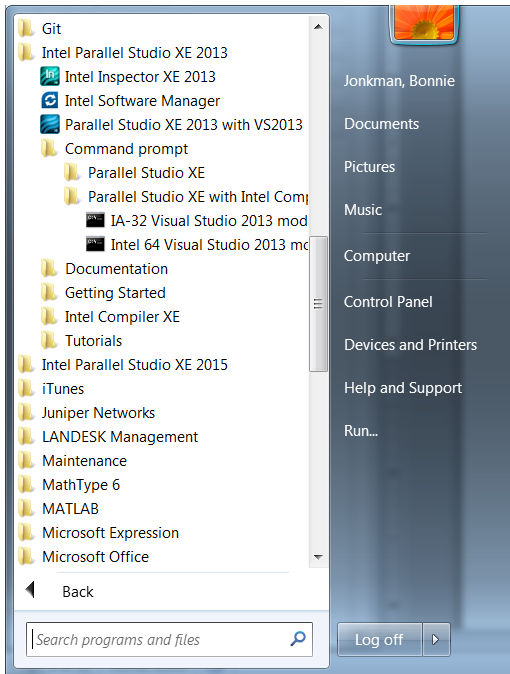 Git
Intel Parallel Studio XE 2013
Intel Inspector XE 2013
Intel Software Manager
Parallel Studio XE 2013 with VS2013
Command prompt
Parallel Studio XE
Parallel Studio XE with Intel Comp
IA-32 Visual Studio 2013 mod
Intel 64 Visual Studio 2013 mo
Documentation
Getting Started
Intel Compiler XE
Tutorials
Intel Parallel Studio XE 2015
iTunes
Juniper Networks
LANDESK Management
Maintenance
MathType 6
MATLAB
Microsoft Expression
Microsoft Office
Back
Search programs and files
Jonkman, Bonnie
Documents
Pictures
Music
Computer
Control Panel
Devices and Printers
Help and Support
Run...
Log off